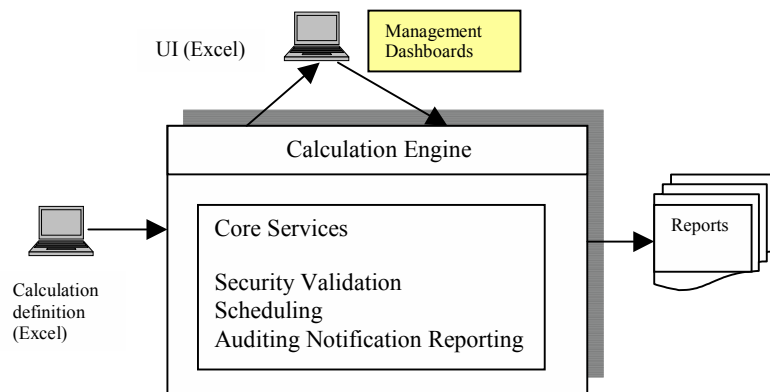 UI (Excel)
Management
Dashboards
Calculation Engine
Core Services
Security Validation
Scheduling
Auditing Notification Reporting
Reports
Calculation
definition
(Excel)